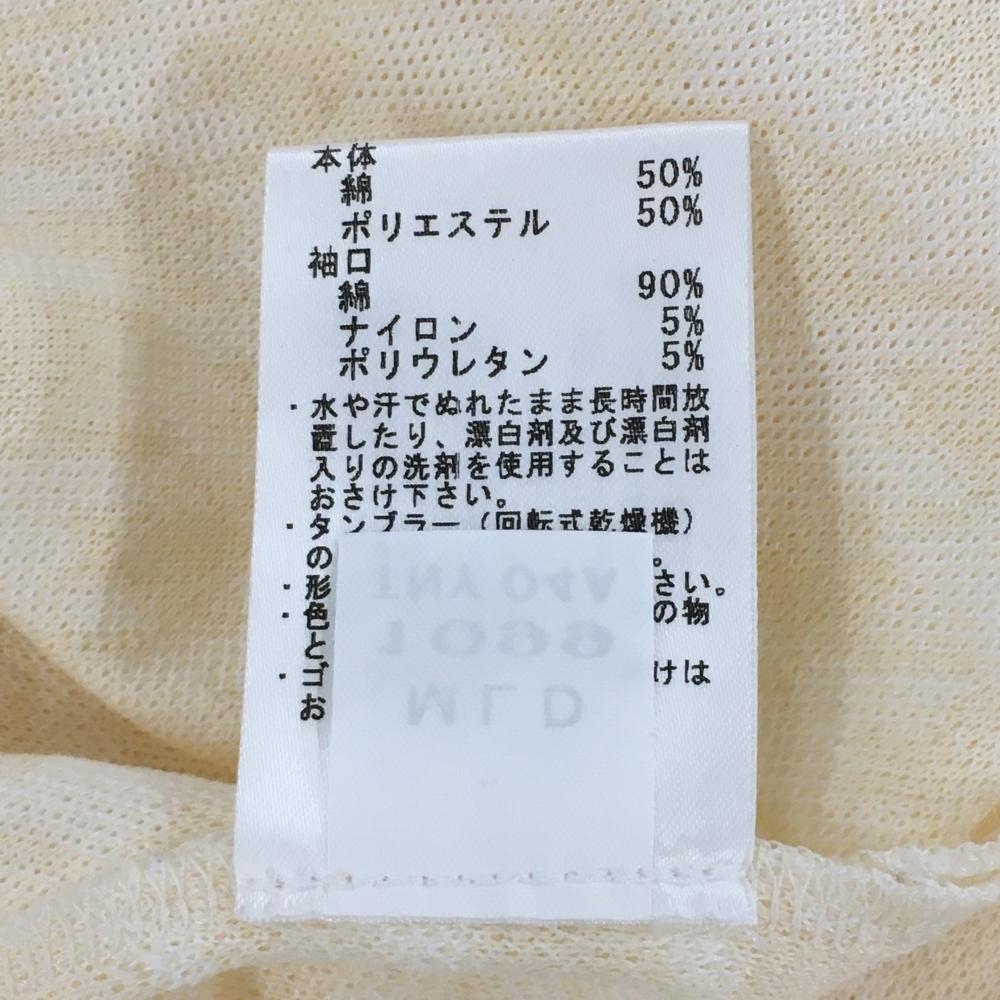 本体
綿 50%
ポリエステル 50%
袖口
綿 90%
ナイロン 5%
ポリウレタン 5%
・水や汗でぬれたまま長時間放
置したり、漂白剤及び漂白剤
入りの洗剤を使用することは
おさけ下さい。
・タンブラー（回転式乾燥機）
の 。
・形 さい。
・色 の物
と
・ゴ けは
お
TNY 04A
1099
M L D